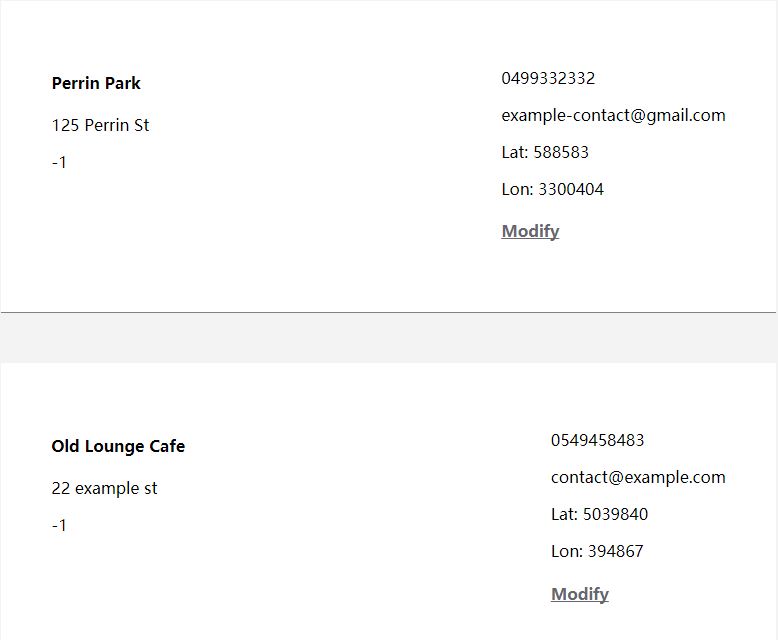 Perrin Park
125 Perrin St
-1
0499332332
example-contact@gmail.com
Lat: 588583
Lon: 3300404
Modify
Old Lounge Cafe
22 example st
-1
0549458483
contact@example.com
Lat: 5039840
Lon: 394867
Modify